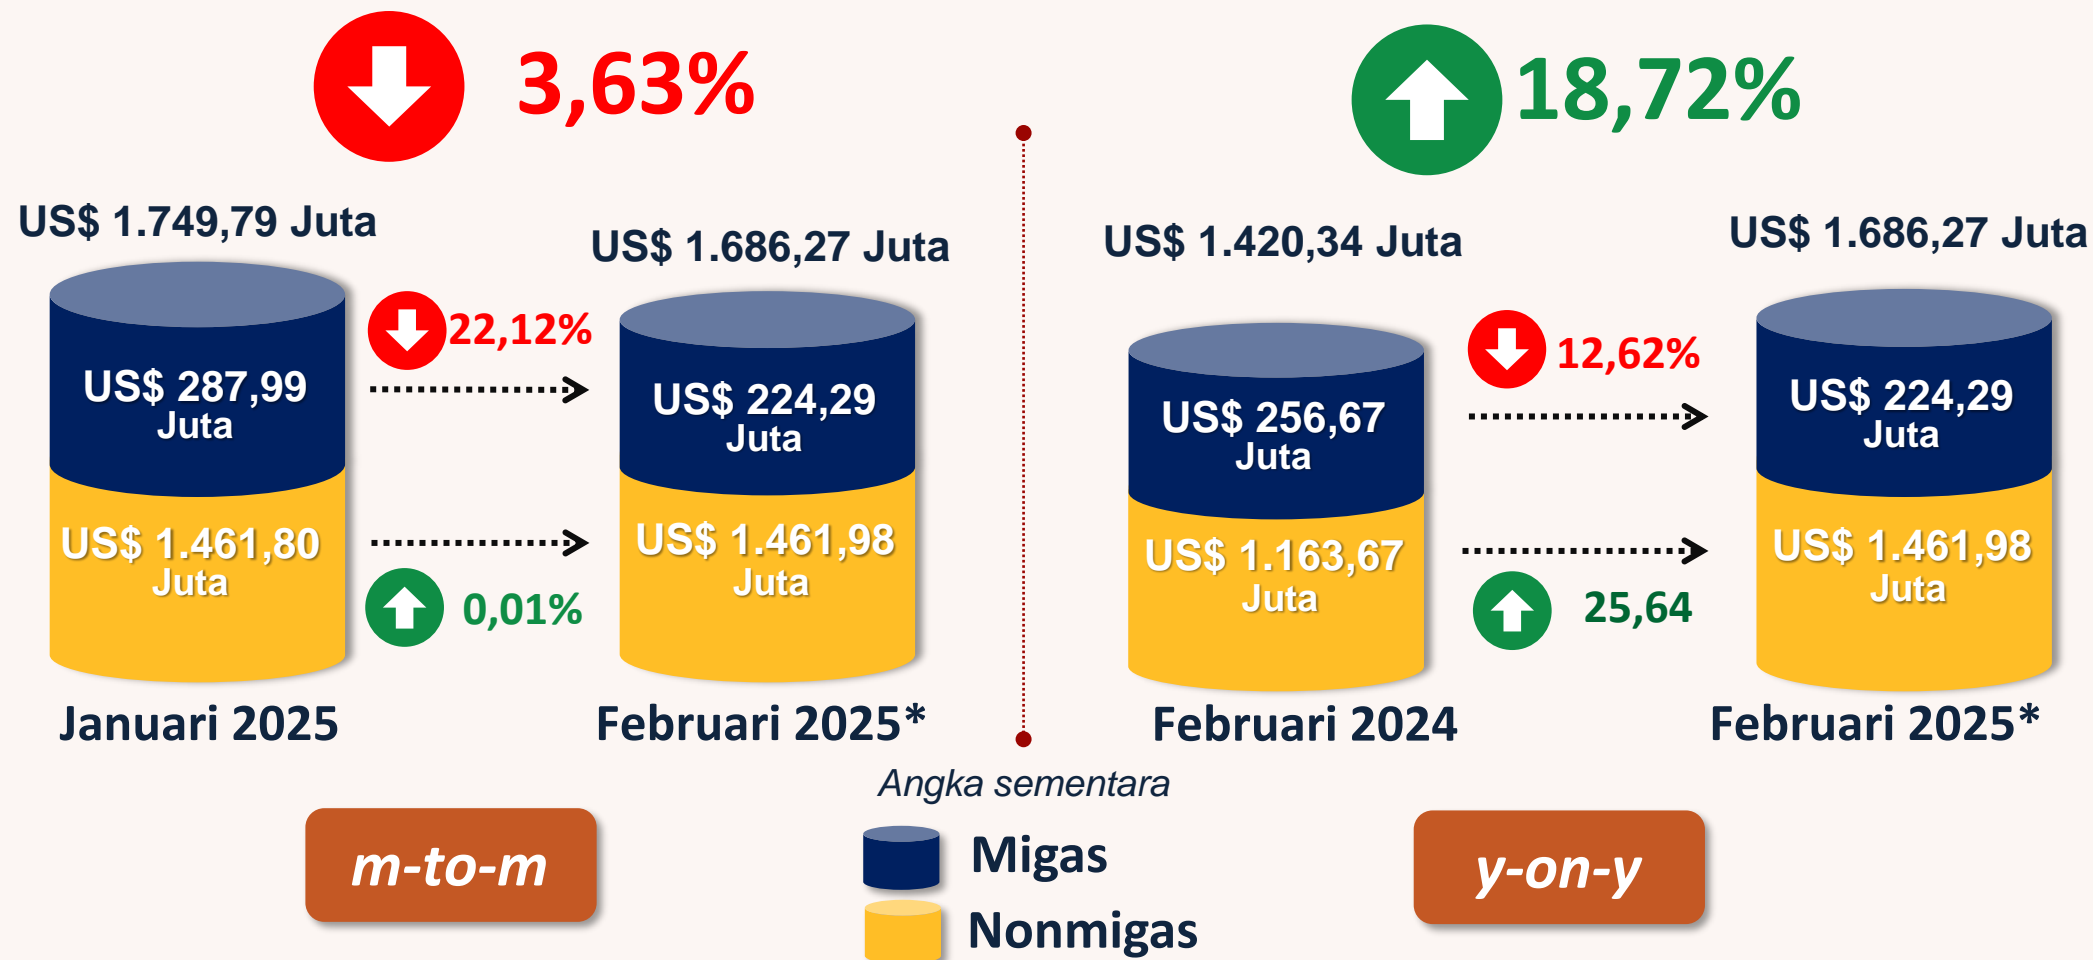 3,63%
18,72%
US$ 1.749,79 Juta
US$ 1.686,27 Juta
US$ 1.420,34 Juta
US$ 1.686,27 Juta
22,12%
12,62%
US$ 287,99
Juta
US$ 224,29
Juta
US$ 256,67
Juta
US$ 224,29
Juta
US$ 1.461,80
Juta
US$ 1.461,98
Juta
US$ 1.163,67
Juta
US$ 1.461,98
Juta
0,01%
25,64
Januari 2025
Februari 2025*
Februari 2024
Februari 2025*
Angka sementara
m-to-m
Migas
Nonmigas
y-on-y